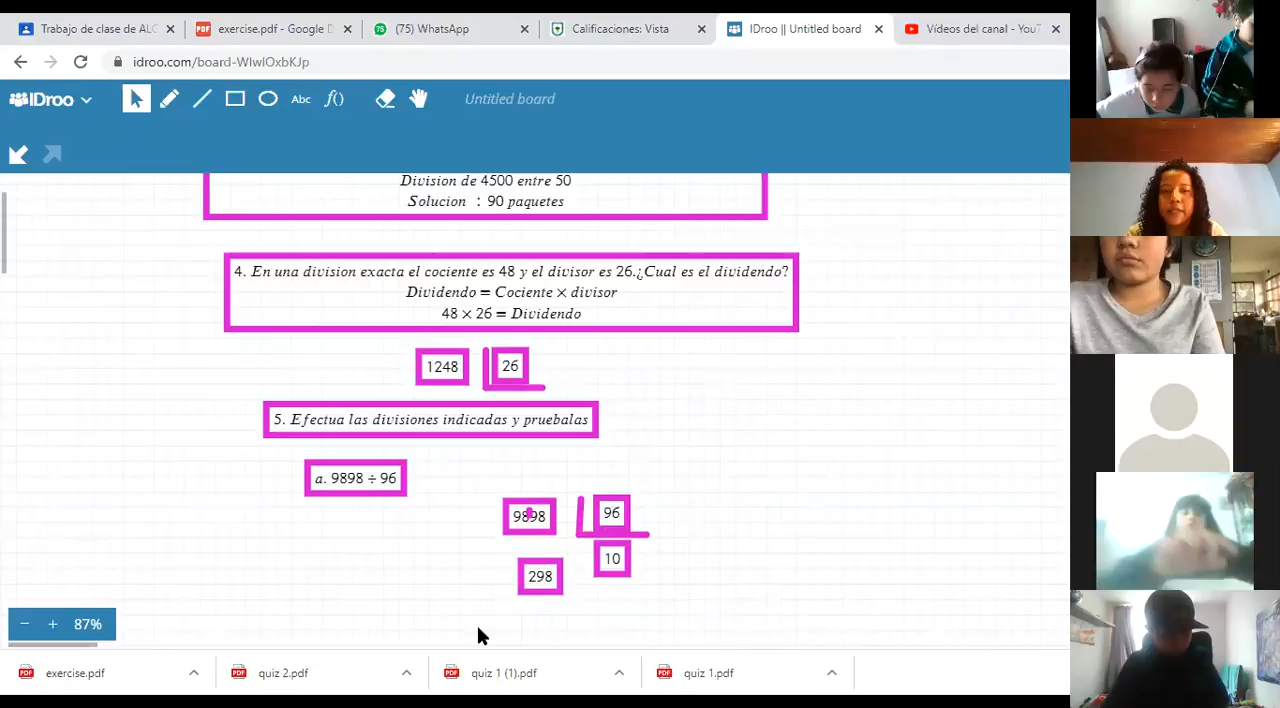 Trabajo de clase de ALG
exercise.pdf - Google D
(75) WhatsApp
Calificaciones: Vista
IDroo || Untitled board
Vídeos del canal - YouT
idroo.com/board-WIwIOxbKJp
IDroo
Abc
f()
Untitled board
Division de 4500 entre 50
Solucion : 90 paquetes
4. En una division exacta el cociente es 48 y el divisor es 26.¿Cual es el dividendo?
Dividendo = Cociente × divisor
48 × 26 = Dividendo
1248
26
5. Efectua las divisiones indicadas y pruebalas
a. 9898 ÷ 96
9898
96
10
298
87%
exercise.pdf
quiz 2.pdf
quiz 1 (1).pdf
quiz 1.pdf